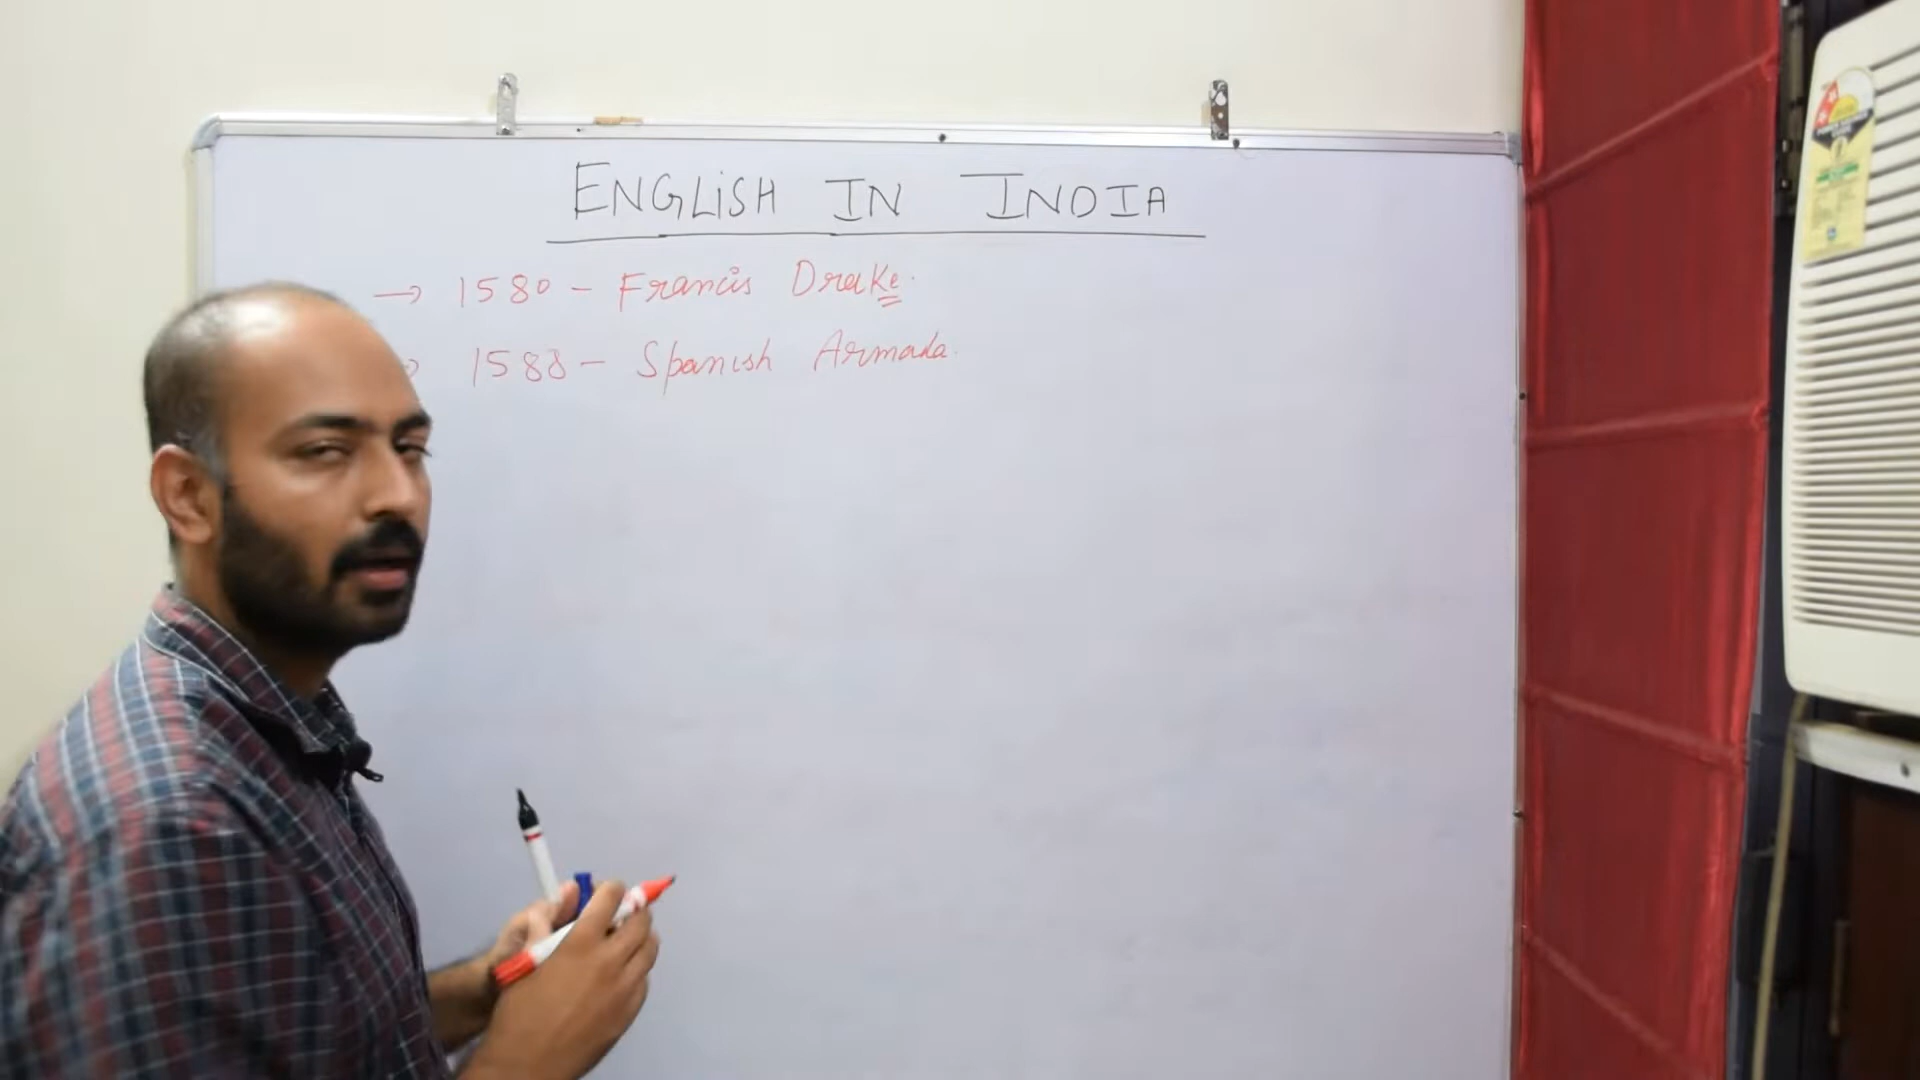 ENGLISH IN INDIA
→ 1580 - Francis Drake.
1588 - Spanish Armada.